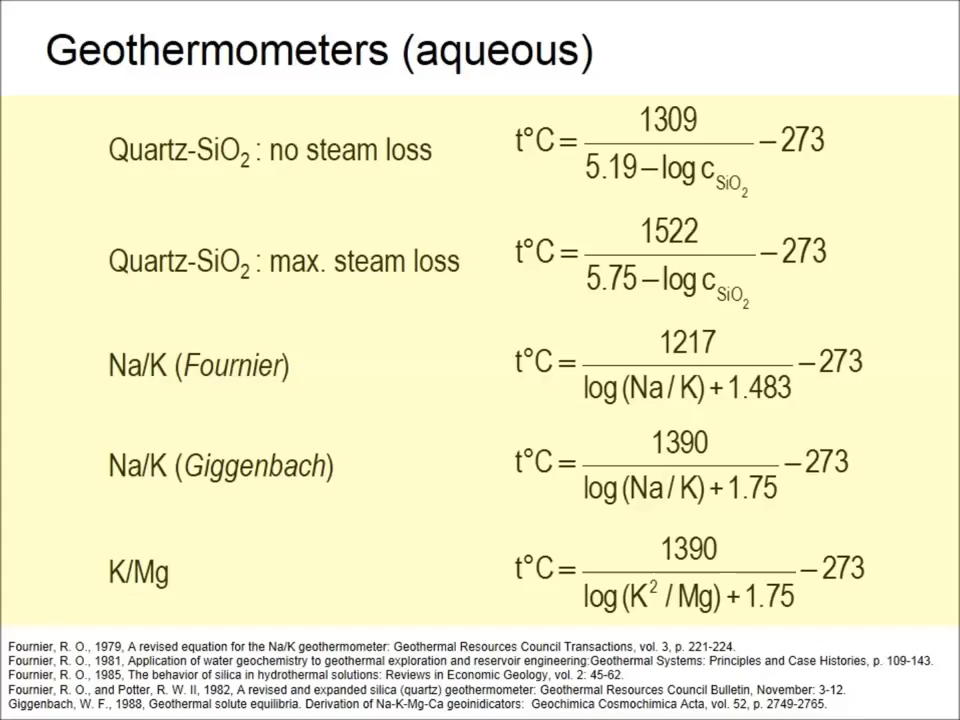 Geothermometers (aqueous)
Quartz-SiO₂ : no steam loss t°C = 1309 / (5.19 – log c_SiO₂) – 273
Quartz-SiO₂ : max. steam loss t°C = 1522 / (5.75 – log c_SiO₂) – 273
Na/K (Fournier) t°C = 1217 / (log (Na / K) + 1.483) – 273
Na/K (Giggenbach) t°C = 1390 / (log (Na / K) + 1.75) – 273
K/Mg t°C = 1390 / (log (K² / Mg) + 1.75) – 273
Fournier, R. O., 1979, A revised equation for the Na/K geothermometer: Geothermal Resources Council Transactions, vol. 3, p. 221-224.
Fournier, R. O., 1981, Application of water geochemistry to geothermal exploration and reservoir engineering:Geothermal Systems: Principles and Case Histories, p. 109-143.
Fournier, R. O., 1985, The behavior of silica in hydrothermal solutions: Reviews in Economic Geology, vol. 2: 45-62.
Fournier, R. O., and Potter, R. W. II, 1982, A revised and expanded silica (quartz) geothermometer: Geothermal Resources Council Bulletin, November: 3-12.
Giggenbach, W. F., 1988, Geothermal solute equilibria. Derivation of Na-K-Mg-Ca geoindicators: Geochimica Cosmochimica Acta, vol. 52, p. 2749-2765.